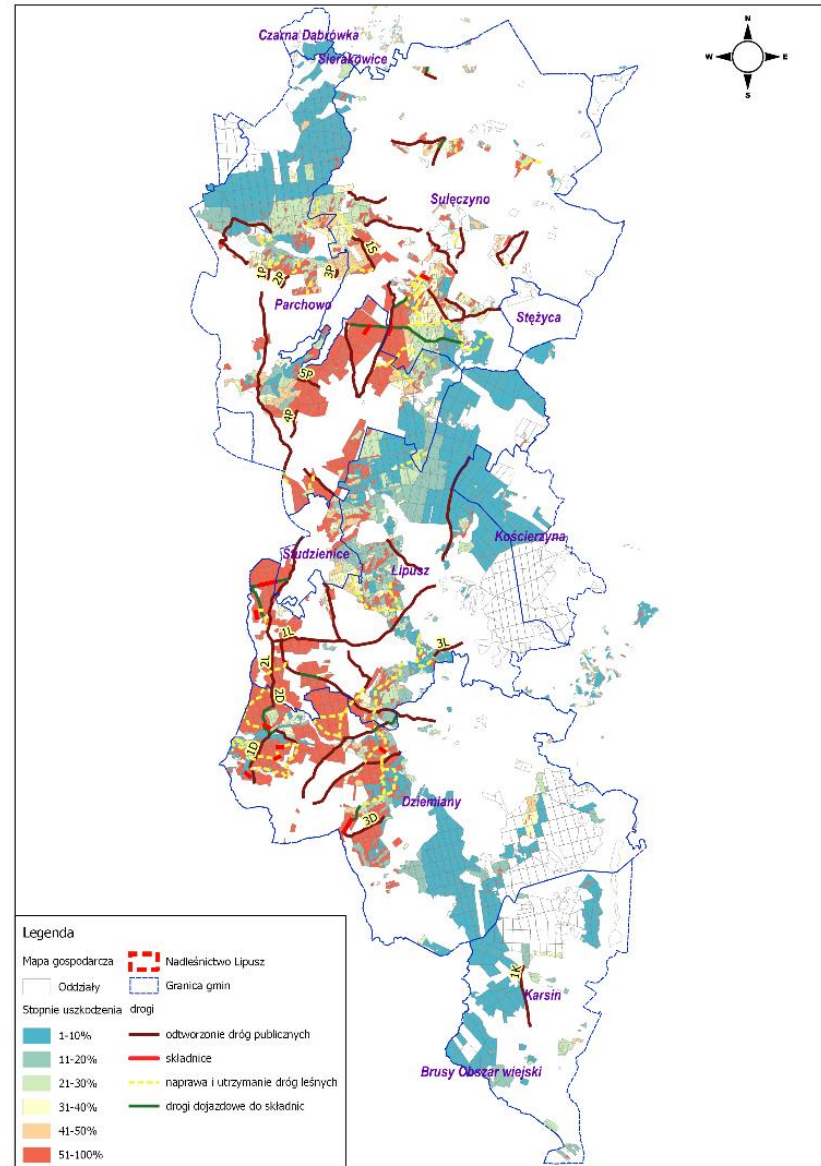 Czarna Dąbrówka
Sierakowice
N
W E
S
Sulęczyno
1S
1P
2P
3P
Parchowo
Stężyca
5P
4P
Kościerzyna
Studzienice
Lipusz
1L
3L
2L
2D
1D
Dziemiany
3D
1K
Karsin
Brusy Obszar wiejski
Legenda
Mapa gospodarcza
Nadleśnictwo Lipusz
Oddziały
Granica gmin
Stopnie uszkodzenia
drogi
1-10%
odtworzenie dróg publicznych
11-20%
składnice
21-30%
naprawa i utrzymanie dróg leśnych
31-40%
drogi dojazdowe do składnic
41-50%
51-100%